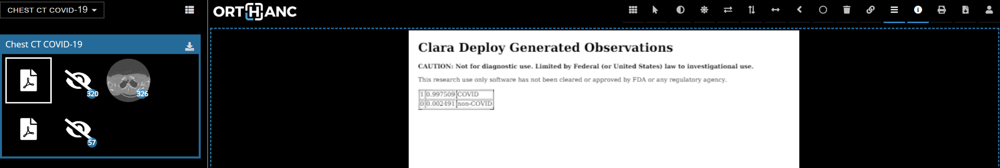 CHEST CT COVID-19
Chest CT COVID-19
320
326
57
ORTHANC
Clara Deploy Generated Observations
CAUTION: Not for diagnostic use. Limited by Federal (or United States) law to investigational use.
This research use only software has not been cleared or approved by FDA or any regulatory agency.
1 0.997509 COVID
0 0.002491 non-COVID